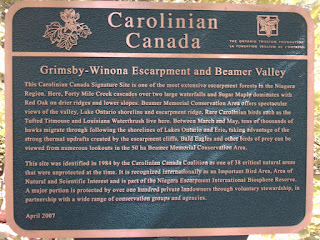 Carolinian
Canada
THE ONTARIO TRILLIUM FOUNDATION
LA FONDATION TRILLIUM DE L'ONTARIO
Grimsby-Winona Escarpment and Beamer Valley
This Carolinian Canada Signature Site is one of the most extensive escarpment forests in the Niagara
Region. Here, Forty Mile Creek cascades over two large waterfalls and Sugar Maple dominates with
Red Oak on drier ridges and lower slopes. Beamer Memorial Conservation Area offers spectacular
views of the valley, Lake Ontario shoreline and escarpment ridge. Rare Carolinian birds such as the
Tufted Titmouse and Louisiana Waterthrush live here. Between March and May, tens of thousands of
hawks migrate through following the shorelines of Lakes Ontario and Erie, taking advantage of the
strong thermal updrafts created by the escarpment cliffs. Bald Eagles and other birds of prey can be
viewed from numerous lookouts in the 50 ha Beamer Memorial Conservation Area.
This site was identified in 1984 by the Carolinian Canada Coalition as one of 38 critical natural areas
that were unprotected at the time. It is recognized internationally as an Important Bird Area, Area of
Natural and Scientific Interest and is part of the Niagara Escarpment International Biosphere Reserve.
A major portion is protected by over one hundred private landowners through voluntary stewardship, in
partnership with a wide range of conservation groups and agencies.
April 2007